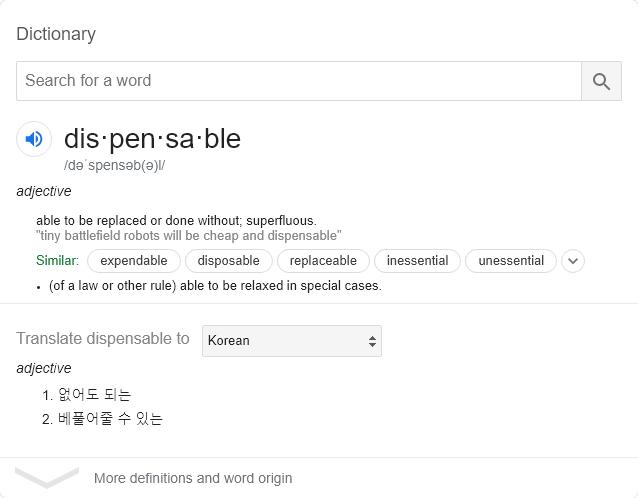 Dictionary
Search for a word
dis·pen·sa·ble
/dəˈspensəb(ə)l/
adjective
able to be replaced or done without; superfluous.
"tiny battlefield robots will be cheap and dispensable"
Similar: expendable disposable replaceable inessential unessential
• (of a law or other rule) able to be relaxed in special cases.
Translate dispensable to Korean
adjective
1. 없어도 되는
2. 베풀어줄 수 있는
More definitions and word origin